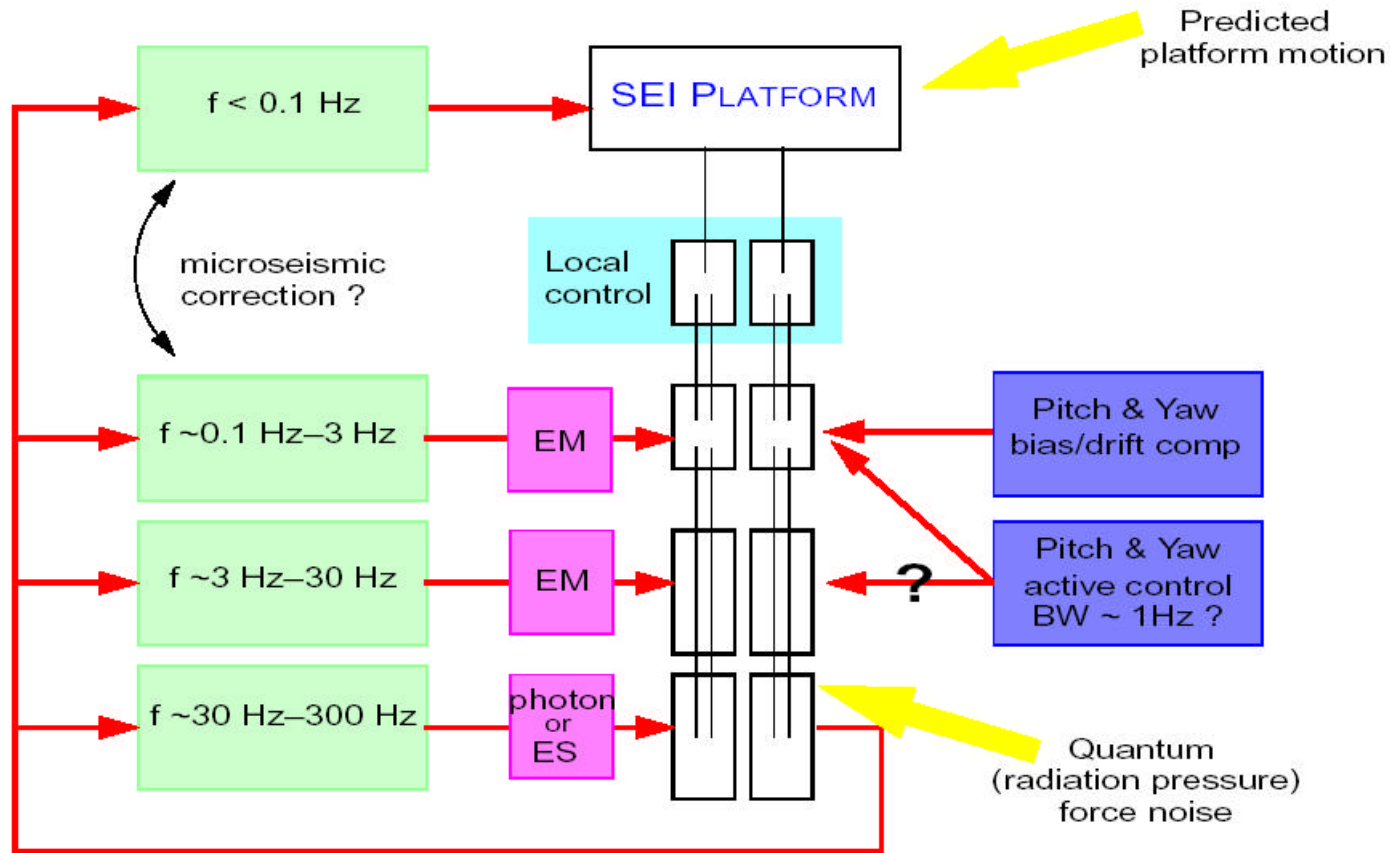 Predicted
platform motion
f < 0.1 Hz
SEI PLATFORM
microseismic
correction ?
Local
control
f ~0.1 Hz–3 Hz
EM
Pitch & Yaw
bias/drift comp
f ~3 Hz–30 Hz
EM
?
Pitch & Yaw
active control
BW ~ 1Hz ?
f ~30 Hz–300 Hz
photon
or
ES
Quantum
(radiation pressure)
force noise